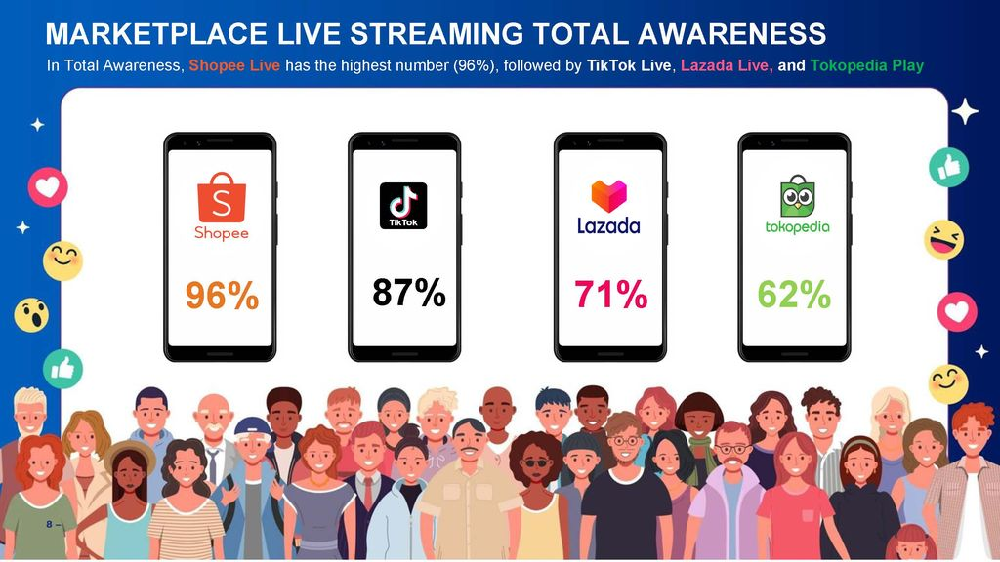 MARKETPLACE LIVE STREAMING TOTAL AWARENESS
In Total Awareness, Shopee Live has the highest number (96%), followed by TikTok Live, Lazada Live, and Tokopedia Play
S
Shopee
TikTok
Lazada
tokopedia
96%
87%
71%
62%
8 –